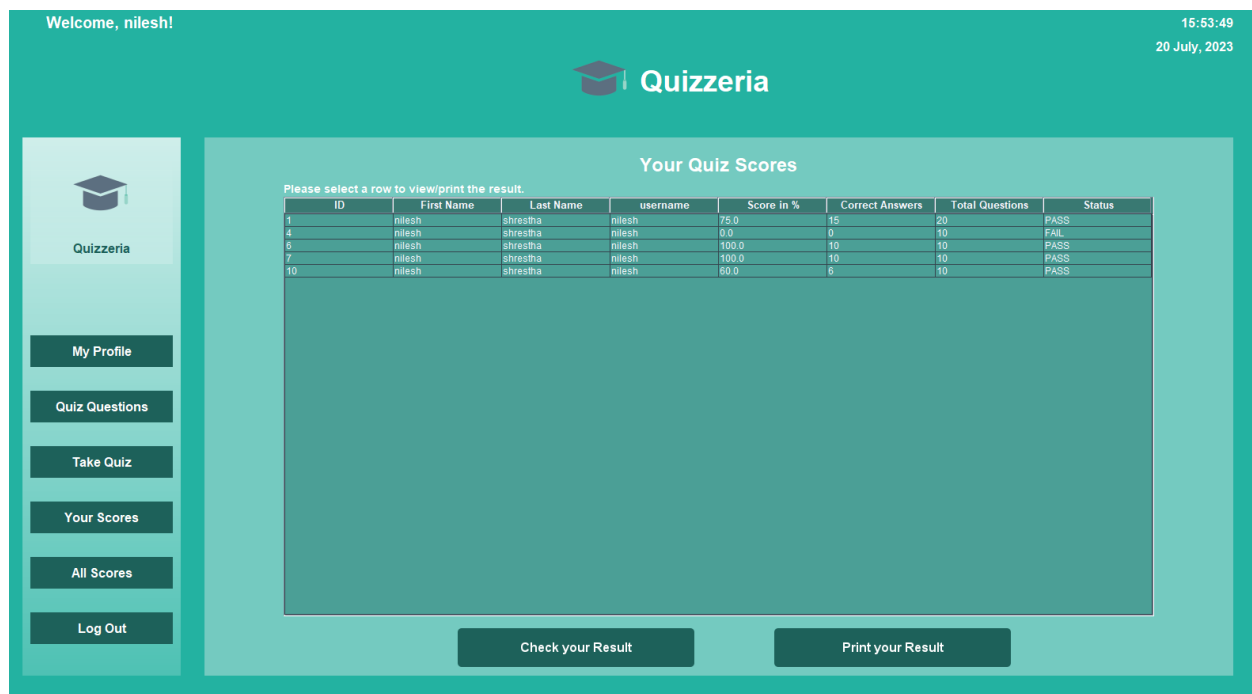 Welcome, nilesh!
15:53:49
20 July, 2023
Quizzeria
Quizzeria
My Profile
Quiz Questions
Take Quiz
Your Scores
All Scores
Log Out
Your Quiz Scores
Please select a row to view/print the result.
ID First Name Last Name username Score in % Correct Answers Total Questions Status
1 nilesh shrestha nilesh 75.0 15 20 PASS
4 nilesh shrestha nilesh 0.0 0 10 FAIL
6 nilesh shrestha nilesh 100.0 10 10 PASS
7 nilesh shrestha nilesh 100.0 10 10 PASS
10 nilesh shrestha nilesh 60.0 6 10 PASS
Check your Result Print your Result